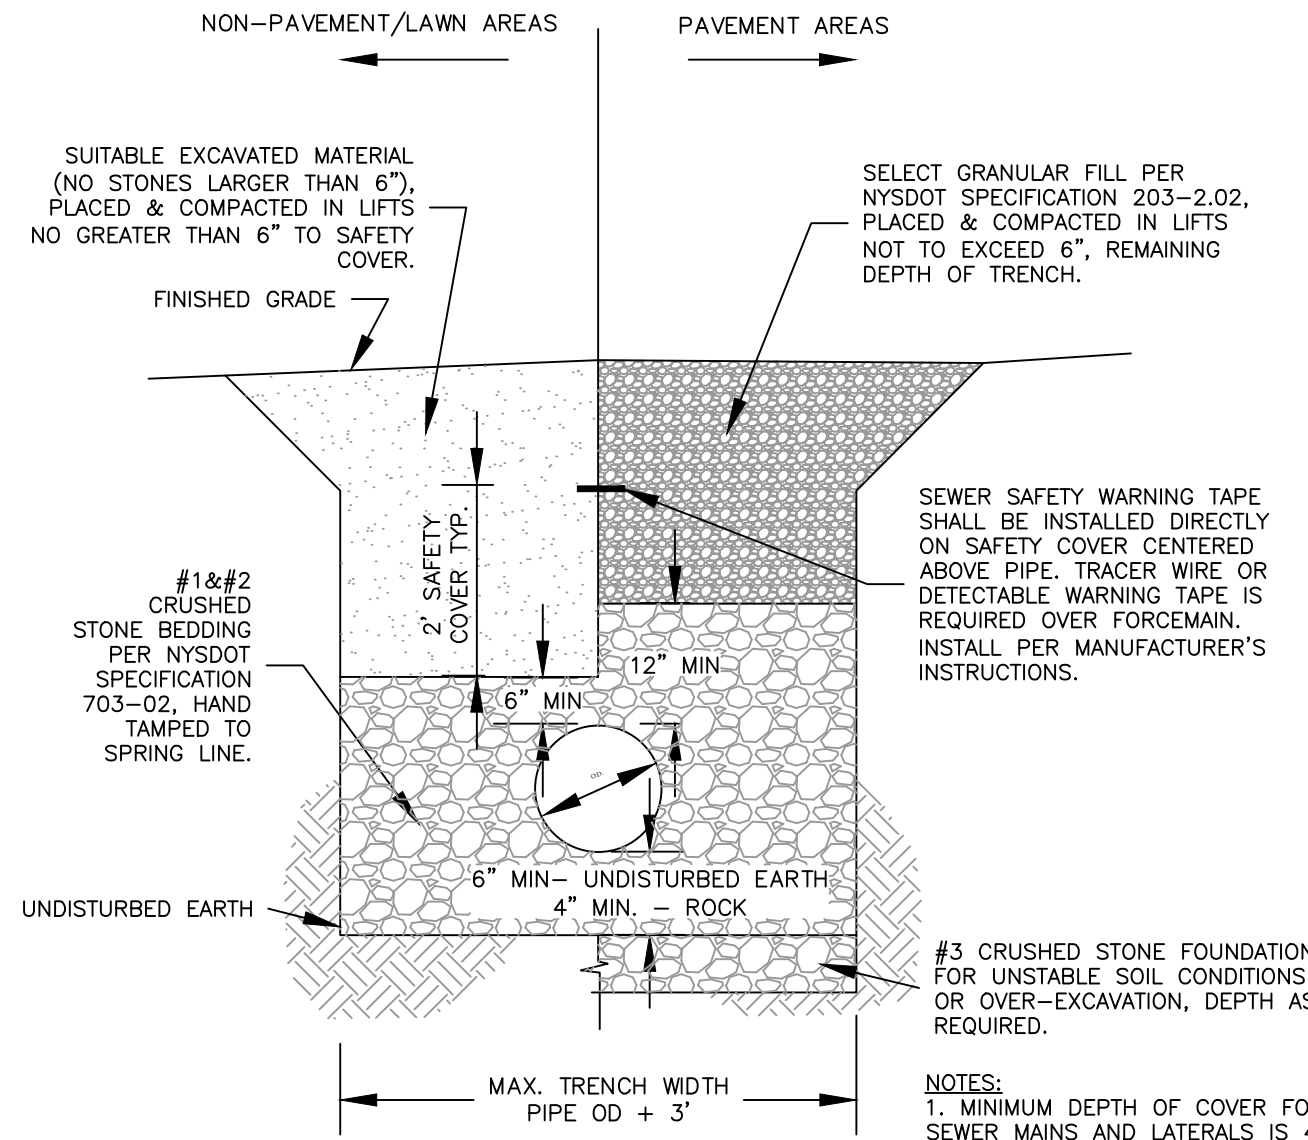 NON-PAVEMENT/LAWN AREAS
PAVEMENT AREAS
SUITABLE EXCAVATED MATERIAL
(NO STONES LARGER THAN 6"),
PLACED & COMPACTED IN LIFTS
NO GREATER THAN 6" TO SAFETY
COVER.
FINISHED GRADE
SELECT GRANULAR FILL PER
NYSDOT SPECIFICATION 203-2.02,
PLACED & COMPACTED IN LIFTS
NOT TO EXCEED 6", REMAINING
DEPTH OF TRENCH.
2' SAFETY
COVER TYP.
SEWER SAFETY WARNING TAPE
SHALL BE INSTALLED DIRECTLY
ON SAFETY COVER CENTERED
ABOVE PIPE. TRACER WIRE OR
DETECTABLE WARNING TAPE IS
REQUIRED OVER FORCEMAIN.
INSTALL PER MANUFACTURER'S
INSTRUCTIONS.
#1&#2
CRUSHED
STONE BEDDING
PER NYSDOT
SPECIFICATION
703-02, HAND
TAMPED TO
SPRING LINE.
12" MIN
6" MIN
O.D.
6" MIN- UNDISTURBED EARTH
4" MIN. - ROCK
UNDISTURBED EARTH
#3 CRUSHED STONE FOUNDATION
FOR UNSTABLE SOIL CONDITIONS
OR OVER-EXCAVATION, DEPTH AS
REQUIRED.
MAX. TRENCH WIDTH
PIPE OD + 3'
NOTES:
1. MINIMUM DEPTH OF COVER FO
SEWER MAINS AND LATERALS IS